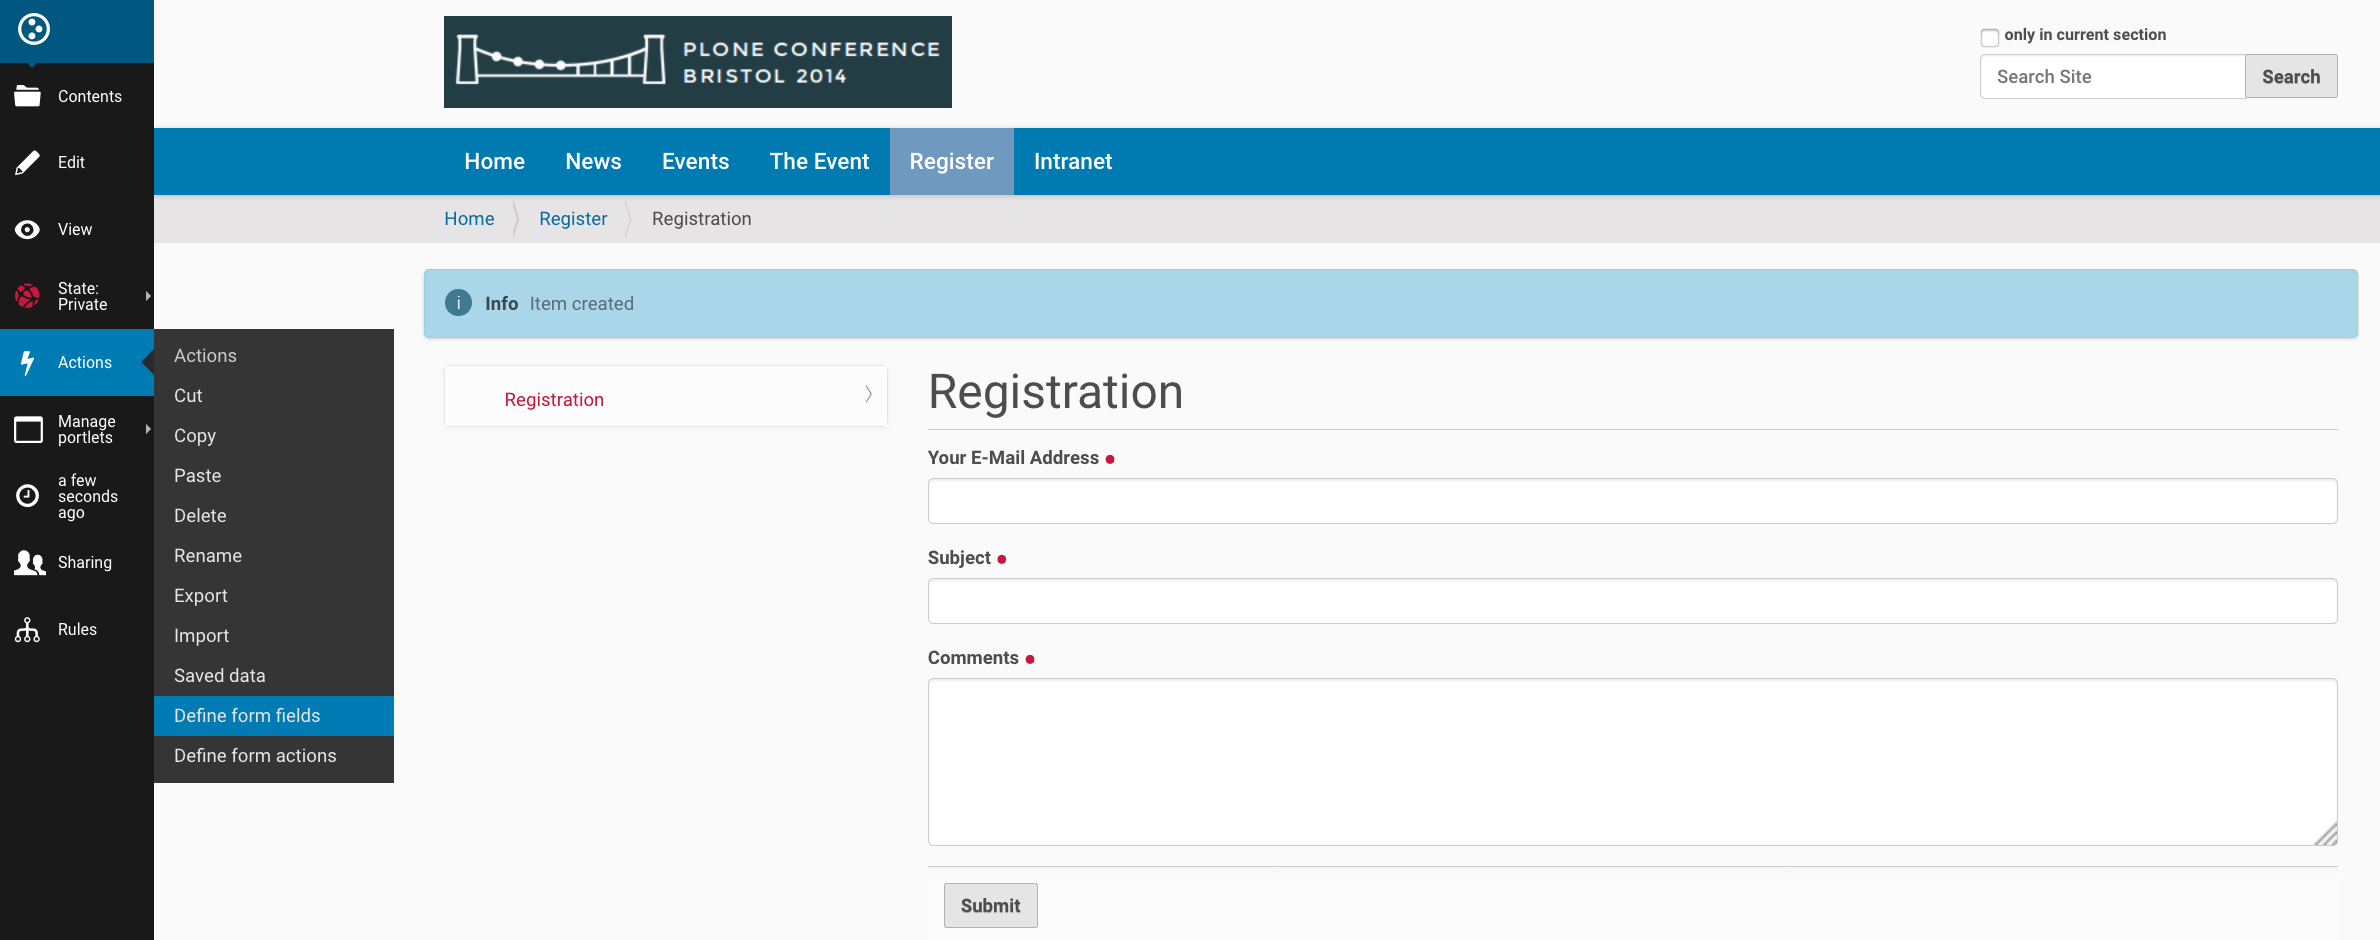 Contents
Edit
View
State:
Private
Actions
Manage
portlets
a few
seconds
ago
Sharing
Rules
Actions
Cut
Copy
Paste
Delete
Rename
Export
Import
Saved data
Define form fields
Define form actions
PLONE CONFERENCE
BRISTOL 2014
only in current section
Search Site
Search
Home News Events The Event Register Intranet
Home Register Registration
i Info Item created
Registration
Registration
Your E-Mail Address
Subject
Comments
Submit